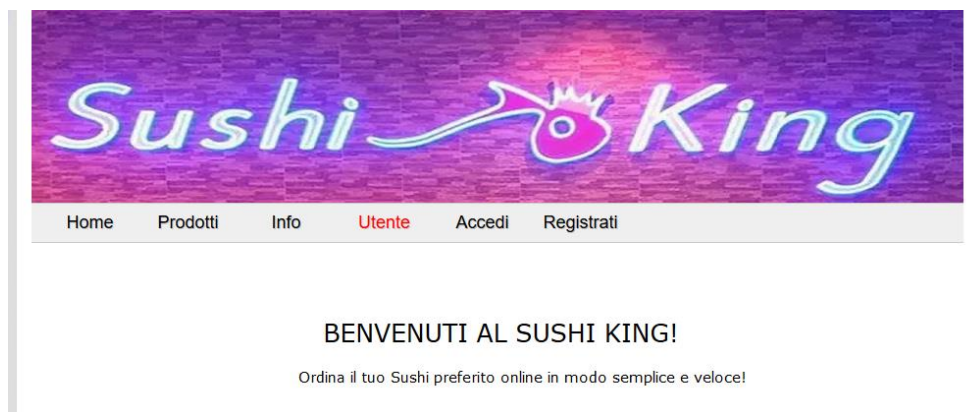 Sushi King
Home Prodotti Info Utente Accedi Registrati
BENVENUTI AL SUSHI KING!
Ordina il tuo Sushi preferito online in modo semplice e veloce!